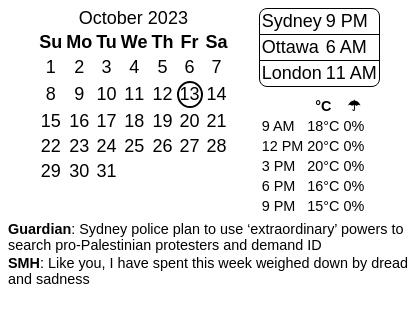 October 2023
Su Mo Tu We Th Fr Sa
1 2 3 4 5 6 7
8 9 10 11 12 13 14
15 16 17 18 19 20 21
22 23 24 25 26 27 28
29 30 31
Sydney 9 PM
Ottawa 6 AM
London 11 AM
°C ☂
9 AM 18°C 0%
12 PM 20°C 0%
3 PM 20°C 0%
6 PM 16°C 0%
9 PM 15°C 0%
Guardian: Sydney police plan to use ‘extraordinary’ powers to
search pro-Palestinian protesters and demand ID
SMH: Like you, I have spent this week weighed down by dread
and sadness